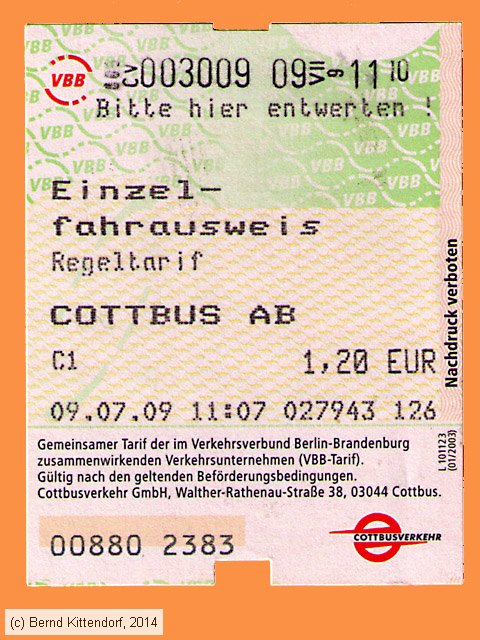 VBB
CV 003009 09 VII 9 11 10
Bitte hier entwerten !
Einzel-
fahrausweis
Regeltarif
COTTBUS AB
C1 1,20 EUR
09.07.09 11:07 027943 126
Gemeinsamer Tarif der im Verkehrsverbund Berlin-Brandenburg
zusammenwirkenden Verkehrsunternehmen (VBB-Tarif).
Gültig nach den geltenden Beförderungsbedingungen.
Cottbusverkehr GmbH, Walther-Rathenau-Straße 38, 03044 Cottbus.
00880 2383
COTTBUSVERKEHR
Nachdruck verboten
L 101123
(01/2003)
(c) Bernd Kittendorf, 2014